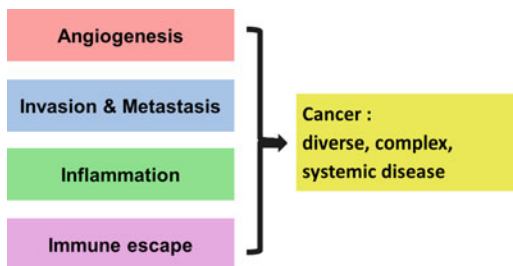 Angiogenesis
Invasion & Metastasis
Inflammation
Immune escape
Cancer :
diverse, complex,
systemic disease